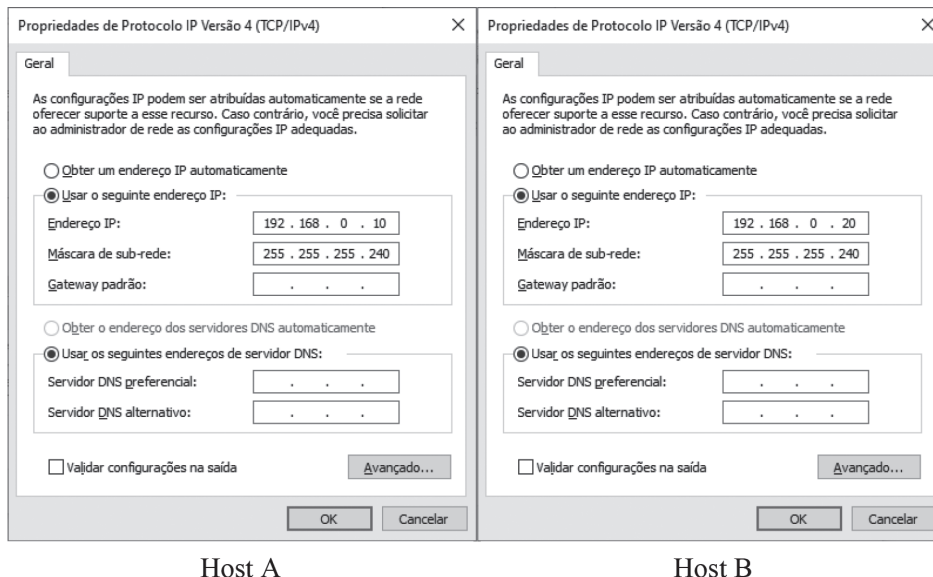 Propriedades de Protocolo IP Versão 4 (TCP/IPv4)
Geral
As configurações IP podem ser atribuídas automaticamente se a rede
oferecer suporte a esse recurso. Caso contrário, você precisa solicitar
ao administrador de rede as configurações IP adequadas.
Obter um endereço IP automaticamente
Usar o seguinte endereço IP:
Endereço IP: 192 . 168 . 0 . 10
Máscara de sub-rede: 255 . 255 . 255 . 240
Gateway padrão: . . .
Obter o endereço dos servidores DNS automaticamente
Usar os seguintes endereços de servidor DNS:
Servidor DNS preferencial: . . .
Servidor DNS alternativo: . . .
Validar configurações na saída
Avançado...
OK Cancelar
Host A
Propriedades de Protocolo IP Versão 4 (TCP/IPv4)
Geral
As configurações IP podem ser atribuídas automaticamente se a rede
oferecer suporte a esse recurso. Caso contrário, você precisa solicitar
ao administrador de rede as configurações IP adequadas.
Obter um endereço IP automaticamente
Usar o seguinte endereço IP:
Endereço IP: 192 . 168 . 0 . 20
Máscara de sub-rede: 255 . 255 . 255 . 240
Gateway padrão: . . .
Obter o endereço dos servidores DNS automaticamente
Usar os seguintes endereços de servidor DNS:
Servidor DNS preferencial: . . .
Servidor DNS alternativo: . . .
Validar configurações na saída
Avançado...
OK Cancelar
Host B